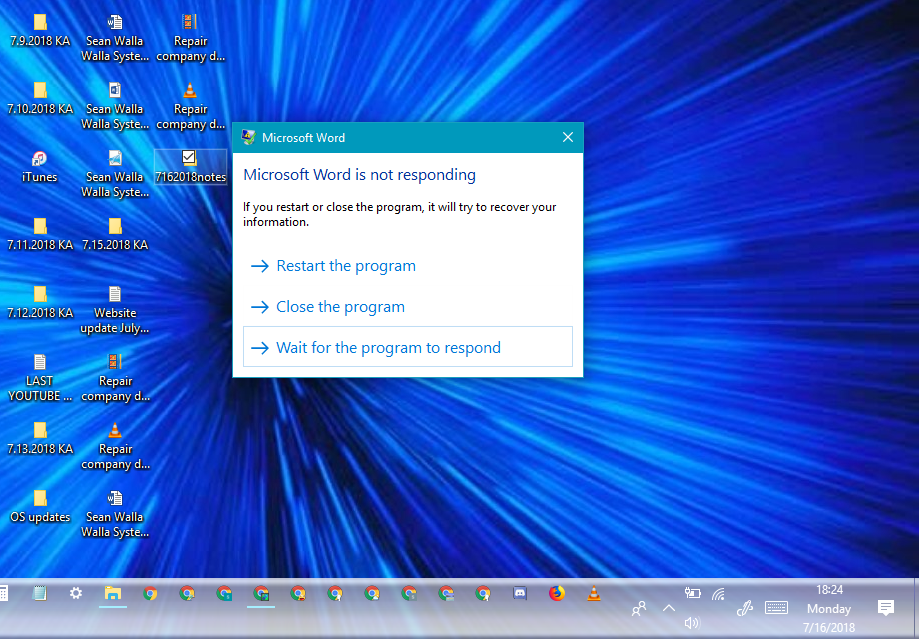 7.9.2018 KA
Sean Walla
Walla Syste...
Repair
company d...
7.10.2018 KA
Sean Walla
Walla Syste...
Repair
company d...
iTunes
Sean Walla
Walla Syste...
7162018notes
7.11.2018 KA
7.15.2018 KA
7.12.2018 KA
Website
update July...
LAST
YOUTUBE ...
Repair
company d...
7.13.2018 KA
Repair
company d...
OS updates
Sean Walla
Walla Syste...
Microsoft Word
Microsoft Word is not responding
If you restart or close the program, it will try to recover your
information.
Restart the program
Close the program
Wait for the program to respond
18:24
Monday
7/16/2018